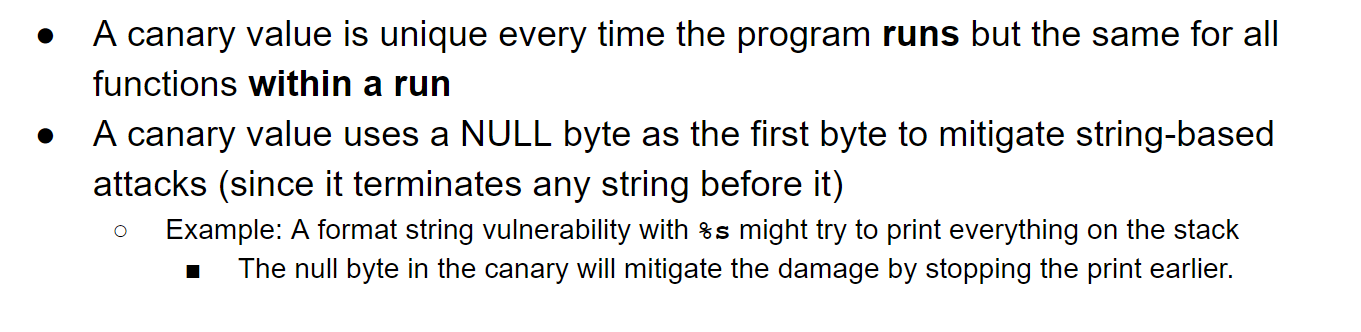 ● A canary value is unique every time the program runs but the same for all
functions within a run
● A canary value uses a NULL byte as the first byte to mitigate string-based
attacks (since it terminates any string before it)
○ Example: A format string vulnerability with %s might try to print everything on the stack
■ The null byte in the canary will mitigate the damage by stopping the print earlier.